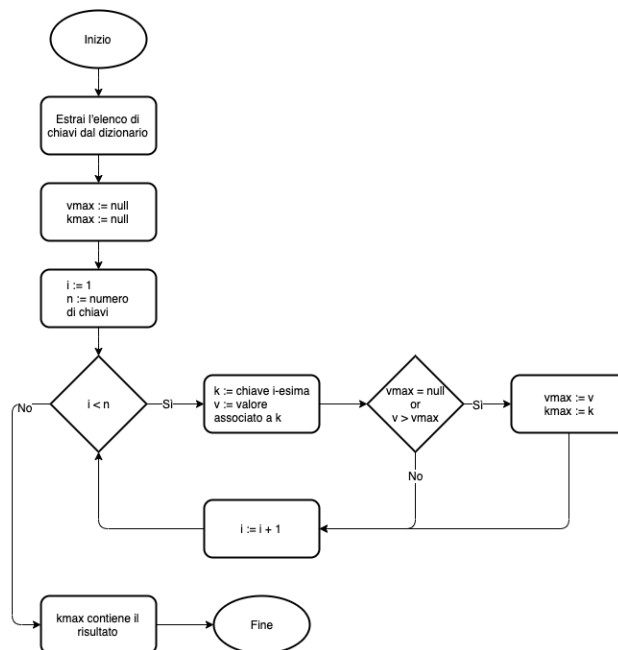 Inizio
Estrai l'elenco di
chiavi dal dizionario
vmax := null
kmax := null
i := 1
n := numero
di chiavi
i < n
No
Sì
k := chiave i-esima
v := valore
associato a k
vmax = null
or
v > vmax
Sì
vmax := v
kmax := k
No
i := i + 1
kmax contiene il
risultato
Fine